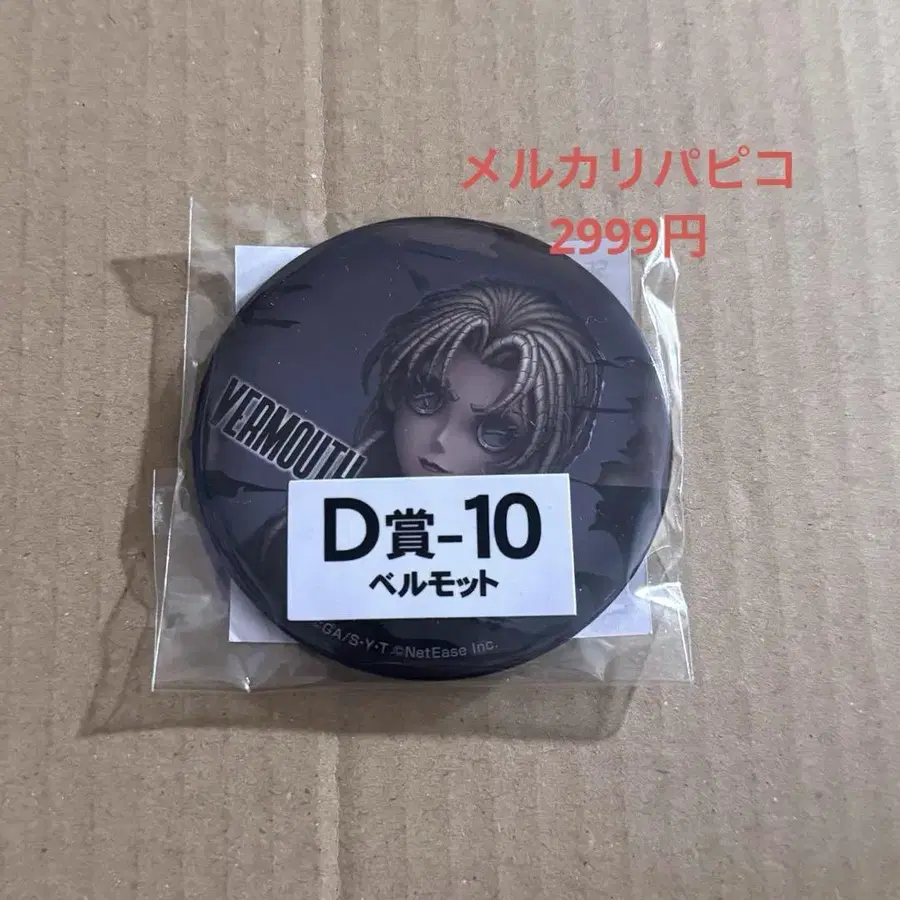 メルカリパピコ
2999円
VERMOUTH
D賞-10
ベルモット
EGA/S・Y・T ©NetEase Inc.